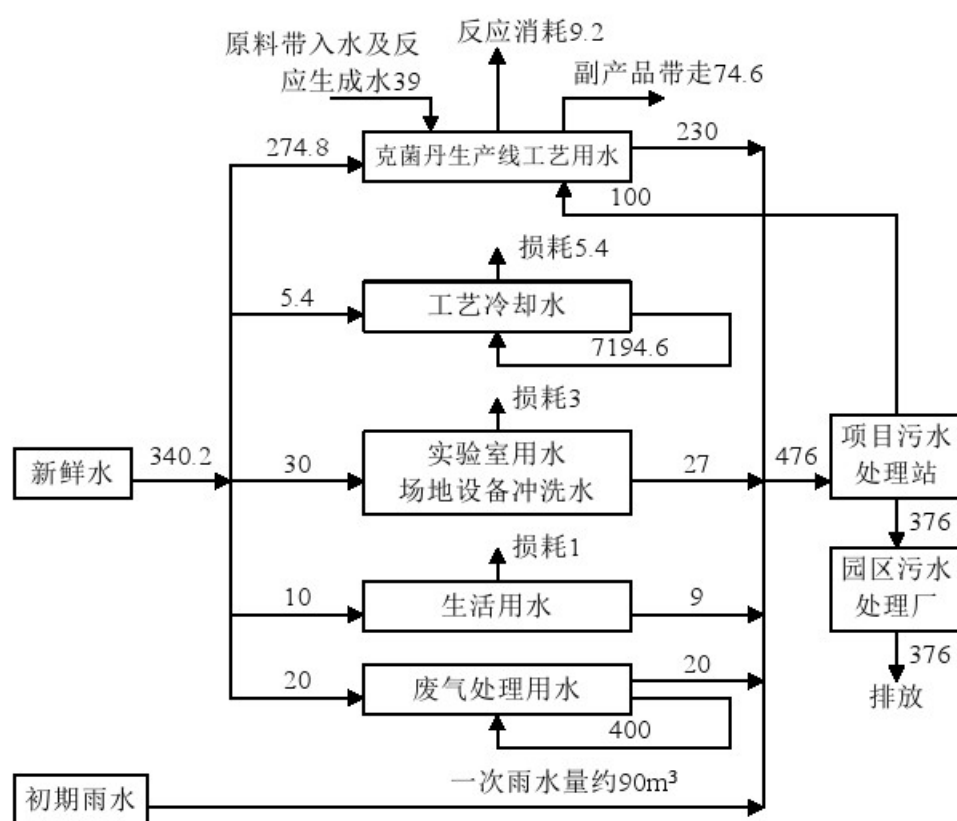 原料带入水及反
应生成水39
反应消耗9.2
副产品带走74.6
274.8
克菌丹生产线工艺用水
230
100
损耗5.4
5.4
工艺冷却水
7194.6
损耗3
新鲜水
340.2
30
实验室用水
场地设备冲洗水
27
476
项目污水
处理站
376
损耗1
10
生活用水
9
园区污水
处理厂
376
20
废气处理用水
20
400
排放
初期雨水
一次雨水量约90m³